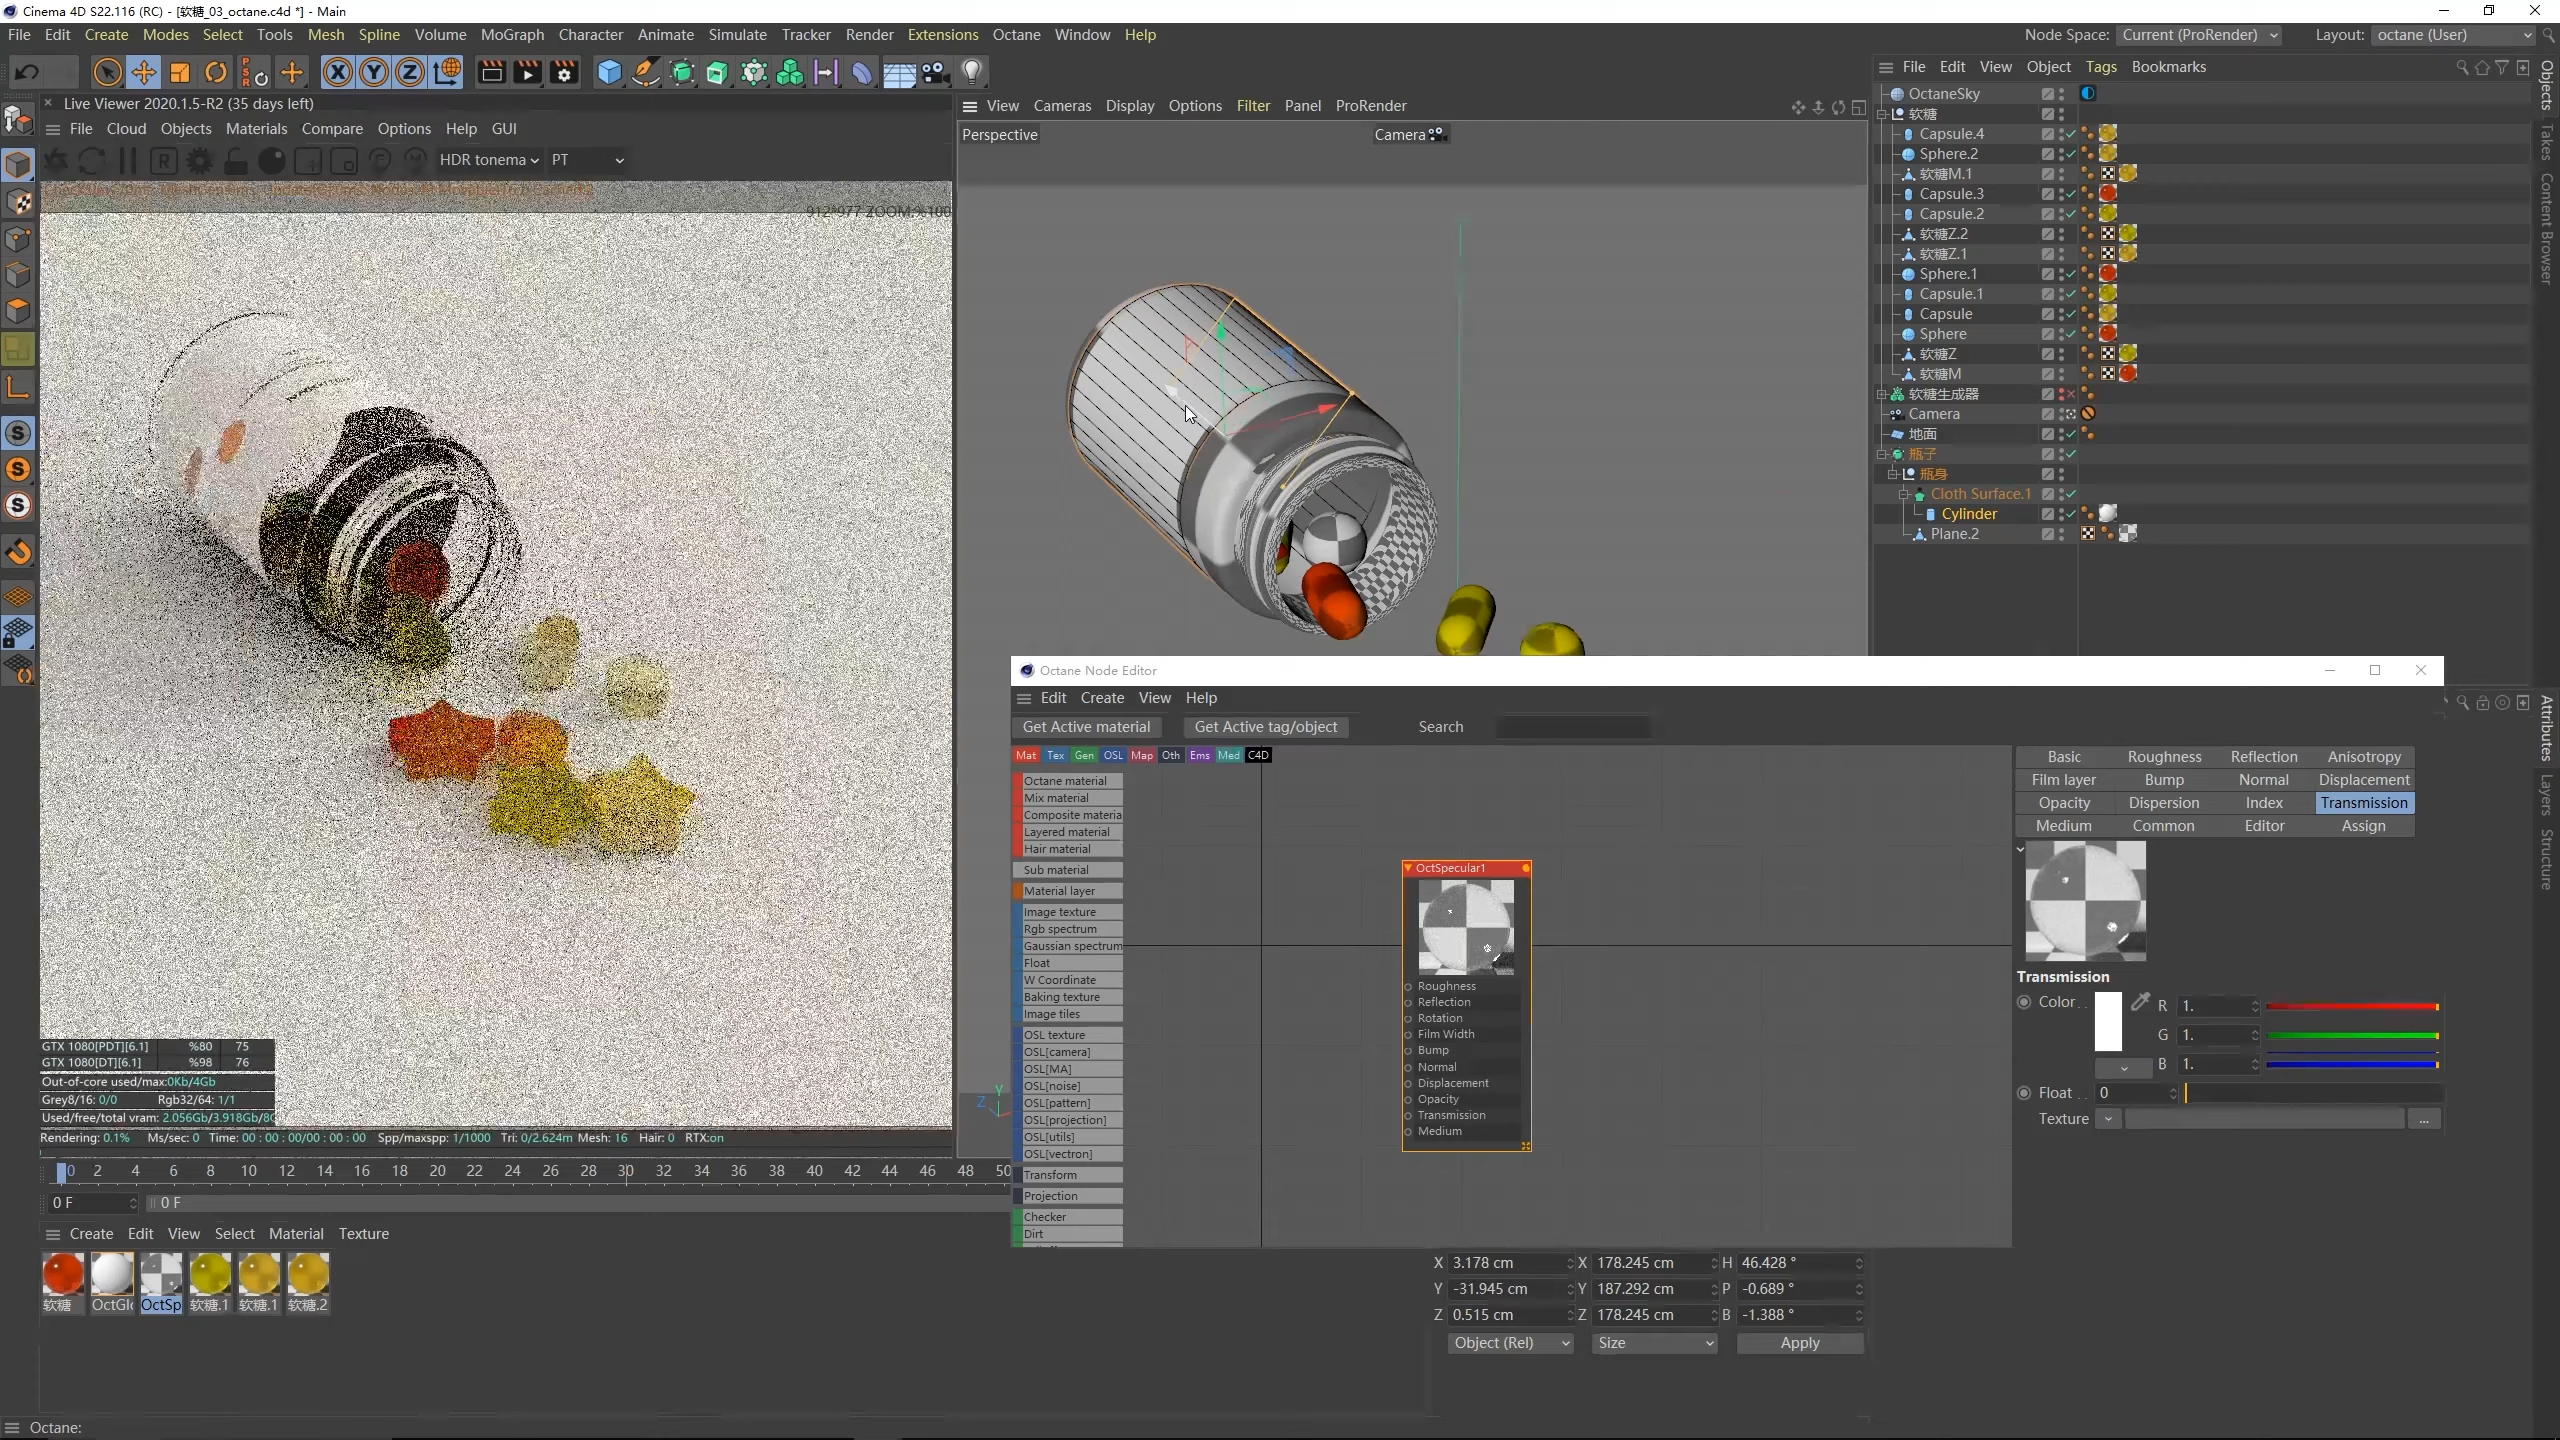 Cinema 4D S22.116 (RC) - [软糖_03_octane.c4d *] - Main
File Edit Create Modes Select Tools Mesh Spline Volume MoGraph Character Animate Simulate Tracker Render Extensions Octane Window Help
Node Space: Current (ProRender) Layout: octane (User)
Live Viewer 2020.1.5-R2 (35 days left)
File Cloud Objects Materials Compare Options Help GUI
HDR tonema PT
912*977 ZOOM:%100
GTX 1080[PDT][6.1] %80 75
GTX 1080[DT][6.1] %98 76
Out-of-core used/max:0Kb/4Gb
Grey8/16: 0/0 Rgb32/64: 1/1
Used/free/total vram: 2.056Gb/3.918Gb/8G
Rendering: 0.1% Ms/sec: 0 Time: 00 : 00 : 00/00 : 00 : 00 Spp/maxspp: 1/1000 Tri: 0/2.624m Mesh: 16 Hair: 0 RTX:on
0 2 4 6 8 10 12 14 16 18 20 22 24 26 28 30 32 34 36 38 40 42 44 46 48 50
0 F 0 F
Create Edit View Select Material Texture
软糖 OctGlo OctSp 软糖.1 软糖.1 软糖.2
Octane:
View Cameras Display Options Filter Panel ProRender
Perspective
Camera
Y
Z
Octane Node Editor
Edit Create View Help
Get Active material Get Active tag/object Search
Mat Tex Gen OSL Map Oth Ems Med C4D
Octane material
Mix material
Composite materia
Layered material
Hair material
Sub material
Material layer
Image texture
Rgb spectrum
Gaussian spectrum
Float
W Coordinate
Baking texture
Image tiles
OSL texture
OSL[camera]
OSL[MA]
OSL[noise]
OSL[pattern]
OSL[projection]
OSL[utils]
OSL[vectron]
Transform
Projection
Checker
Dirt
OctSpecular1
Roughness
Reflection
Rotation
Film Width
Bump
Normal
Displacement
Opacity
Transmission
Medium
Basic Roughness Reflection Anisotropy
Film layer Bump Normal Displacement
Opacity Dispersion Index Transmission
Medium Common Editor Assign
Transmission
Color . . R 1.
G 1.
B 1.
Float . . 0
Texture ...
X 3.178 cm X 178.245 cm H 46.428 °
Y -31.945 cm Y 187.292 cm P -0.689 °
Z 0.515 cm Z 178.245 cm B -1.388 °
Object (Rel) Size Apply
File Edit View Object Tags Bookmarks
OctaneSky
软糖
Capsule.4
Sphere.2
软糖M.1
Capsule.3
Capsule.2
软糖Z.2
软糖Z.1
Sphere.1
Capsule.1
Capsule
Sphere
软糖Z
软糖M
软糖生成器
Camera
地面
瓶子
瓶身
Cloth Surface.1
Cylinder
Plane.2
Objects
Takes
Content Browser
Attributes
Layers
Structure